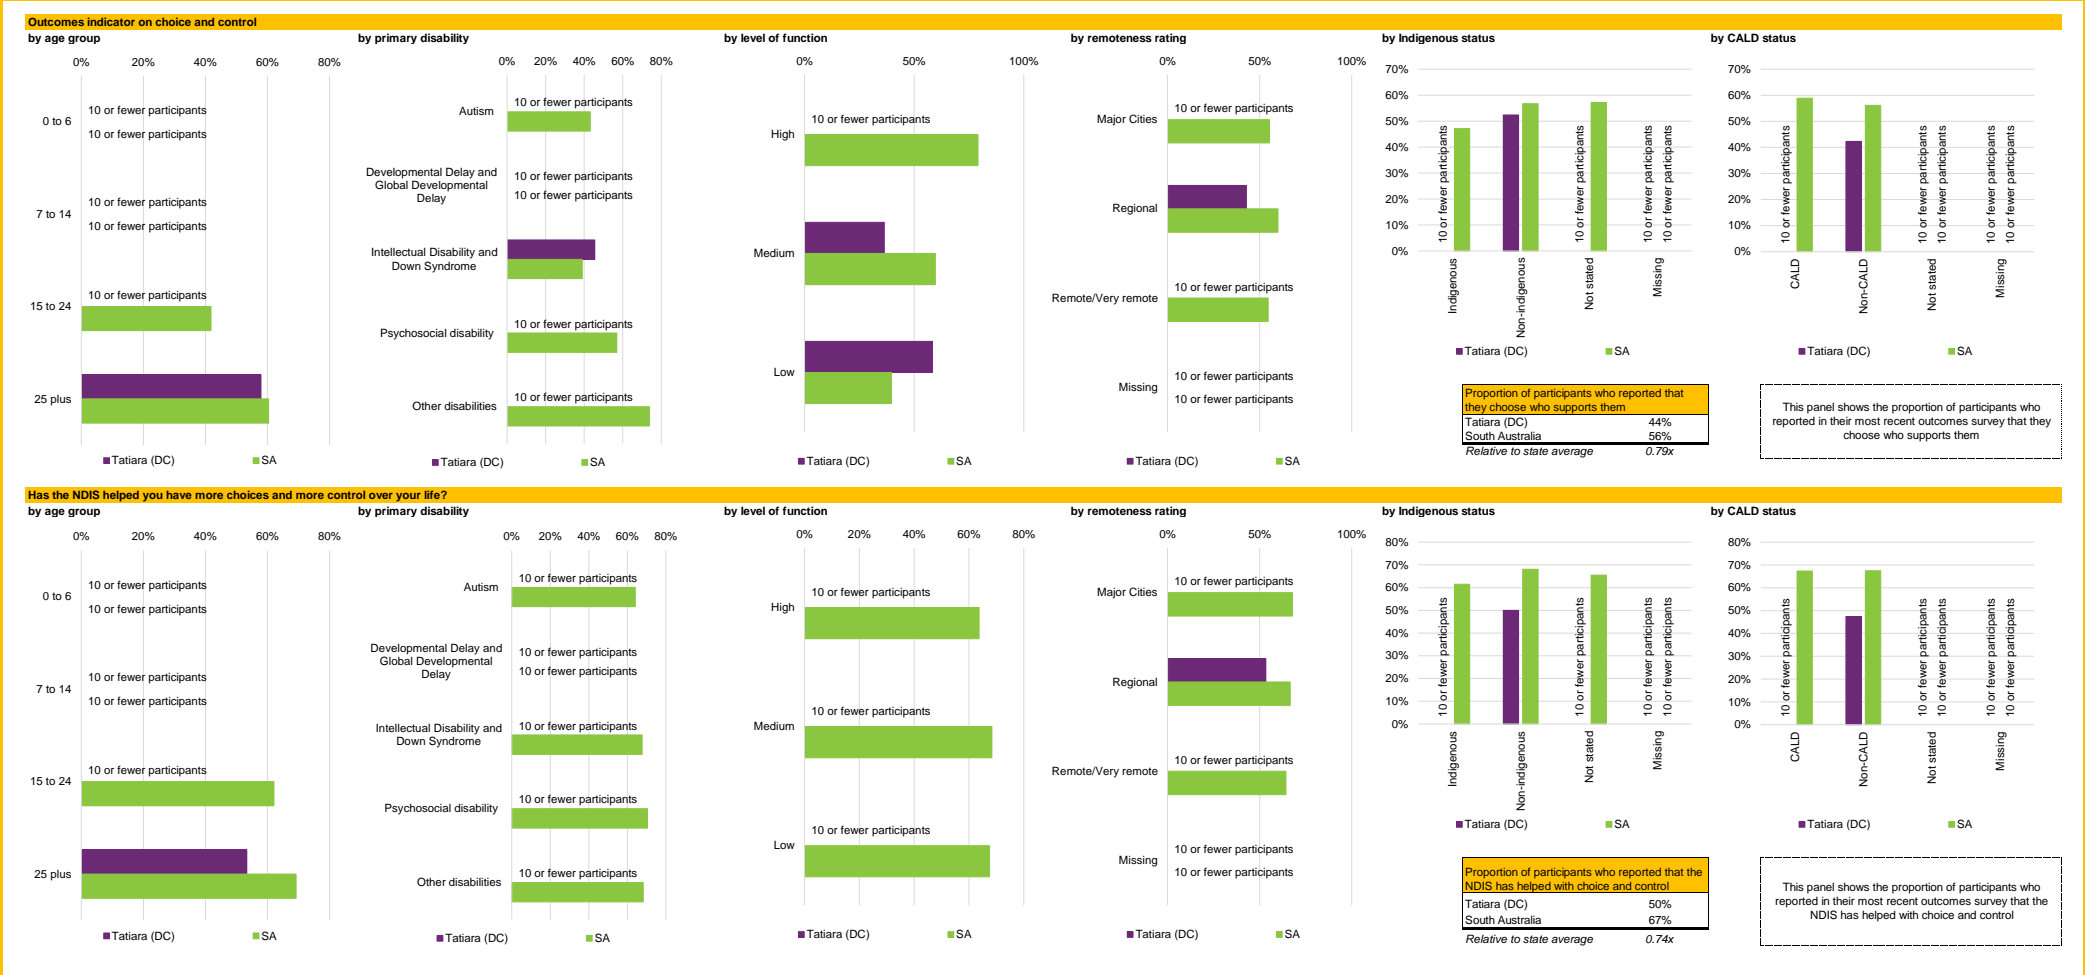 Outcomes indicator on choice and control
by age group
0% 20% 40% 60% 80%
0 to 6
10 or fewer participants
10 or fewer participants
7 to 14
10 or fewer participants
10 or fewer participants
15 to 24
10 or fewer participants
25 plus
Tatiara (DC) SA
by primary disability
0% 20% 40% 60% 80%
Autism
10 or fewer participants
Developmental Delay and
Global Developmental
Delay
10 or fewer participants
10 or fewer participants
Intellectual Disability and
Down Syndrome
Psychosocial disability
10 or fewer participants
Other disabilities
10 or fewer participants
Tatiara (DC) SA
by level of function
0% 50% 100%
High
10 or fewer participants
Medium
Low
Tatiara (DC) SA
by remoteness rating
0% 50% 100%
Major Cities
10 or fewer participants
Regional
Remote/Very remote
10 or fewer participants
Missing
10 or fewer participants
10 or fewer participants
Tatiara (DC) SA
by Indigenous status
70%
60%
50%
40%
30%
20%
10%
0%
10 or fewer participants
10 or fewer participants
10 or fewer participants
10 or fewer participants
Indigenous
Non-indigenous
Not stated
Missing
Tatiara (DC) SA
by CALD status
70%
60%
50%
40%
30%
20%
10%
0%
10 or fewer participants
10 or fewer participants
10 or fewer participants
10 or fewer participants
10 or fewer participants
CALD
Non-CALD
Not stated
Missing
Tatiara (DC) SA
Proportion of participants who reported that
they choose who supports them
Tatiara (DC) 44%
South Australia 56%
Relative to state average 0.79x
This panel shows the proportion of participants who
reported in their most recent outcomes survey that they
choose who supports them
Has the NDIS helped you have more choices and more control over your life?
by age group
0% 20% 40% 60% 80%
0 to 6
10 or fewer participants
10 or fewer participants
7 to 14
10 or fewer participants
10 or fewer participants
15 to 24
10 or fewer participants
25 plus
Tatiara (DC) SA
by primary disability
0% 20% 40% 60% 80%
Autism
10 or fewer participants
Developmental Delay and
Global Developmental
Delay
10 or fewer participants
10 or fewer participants
Intellectual Disability and
Down Syndrome
10 or fewer participants
Psychosocial disability
10 or fewer participants
Other disabilities
10 or fewer participants
Tatiara (DC) SA
by level of function
0% 20% 40% 60% 80%
High
10 or fewer participants
Medium
10 or fewer participants
Low
10 or fewer participants
Tatiara (DC) SA
by remoteness rating
0% 50% 100%
Major Cities
10 or fewer participants
Regional
Remote/Very remote
10 or fewer participants
Missing
10 or fewer participants
10 or fewer participants
Tatiara (DC) SA
by Indigenous status
80%
70%
60%
50%
40%
30%
20%
10%
0%
10 or fewer participants
10 or fewer participants
10 or fewer participants
10 or fewer participants
Indigenous
Non-indigenous
Not stated
Missing
Tatiara (DC) SA
by CALD status
80%
70%
60%
50%
40%
30%
20%
10%
0%
10 or fewer participants
10 or fewer participants
10 or fewer participants
10 or fewer participants
10 or fewer participants
CALD
Non-CALD
Not stated
Missing
Tatiara (DC) SA
Proportion of participants who reported that the
NDIS has helped with choice and control
Tatiara (DC) 50%
South Australia 67%
Relative to state average 0.74x
This panel shows the proportion of participants who
reported in their most recent outcomes survey that the
NDIS has helped with choice and control